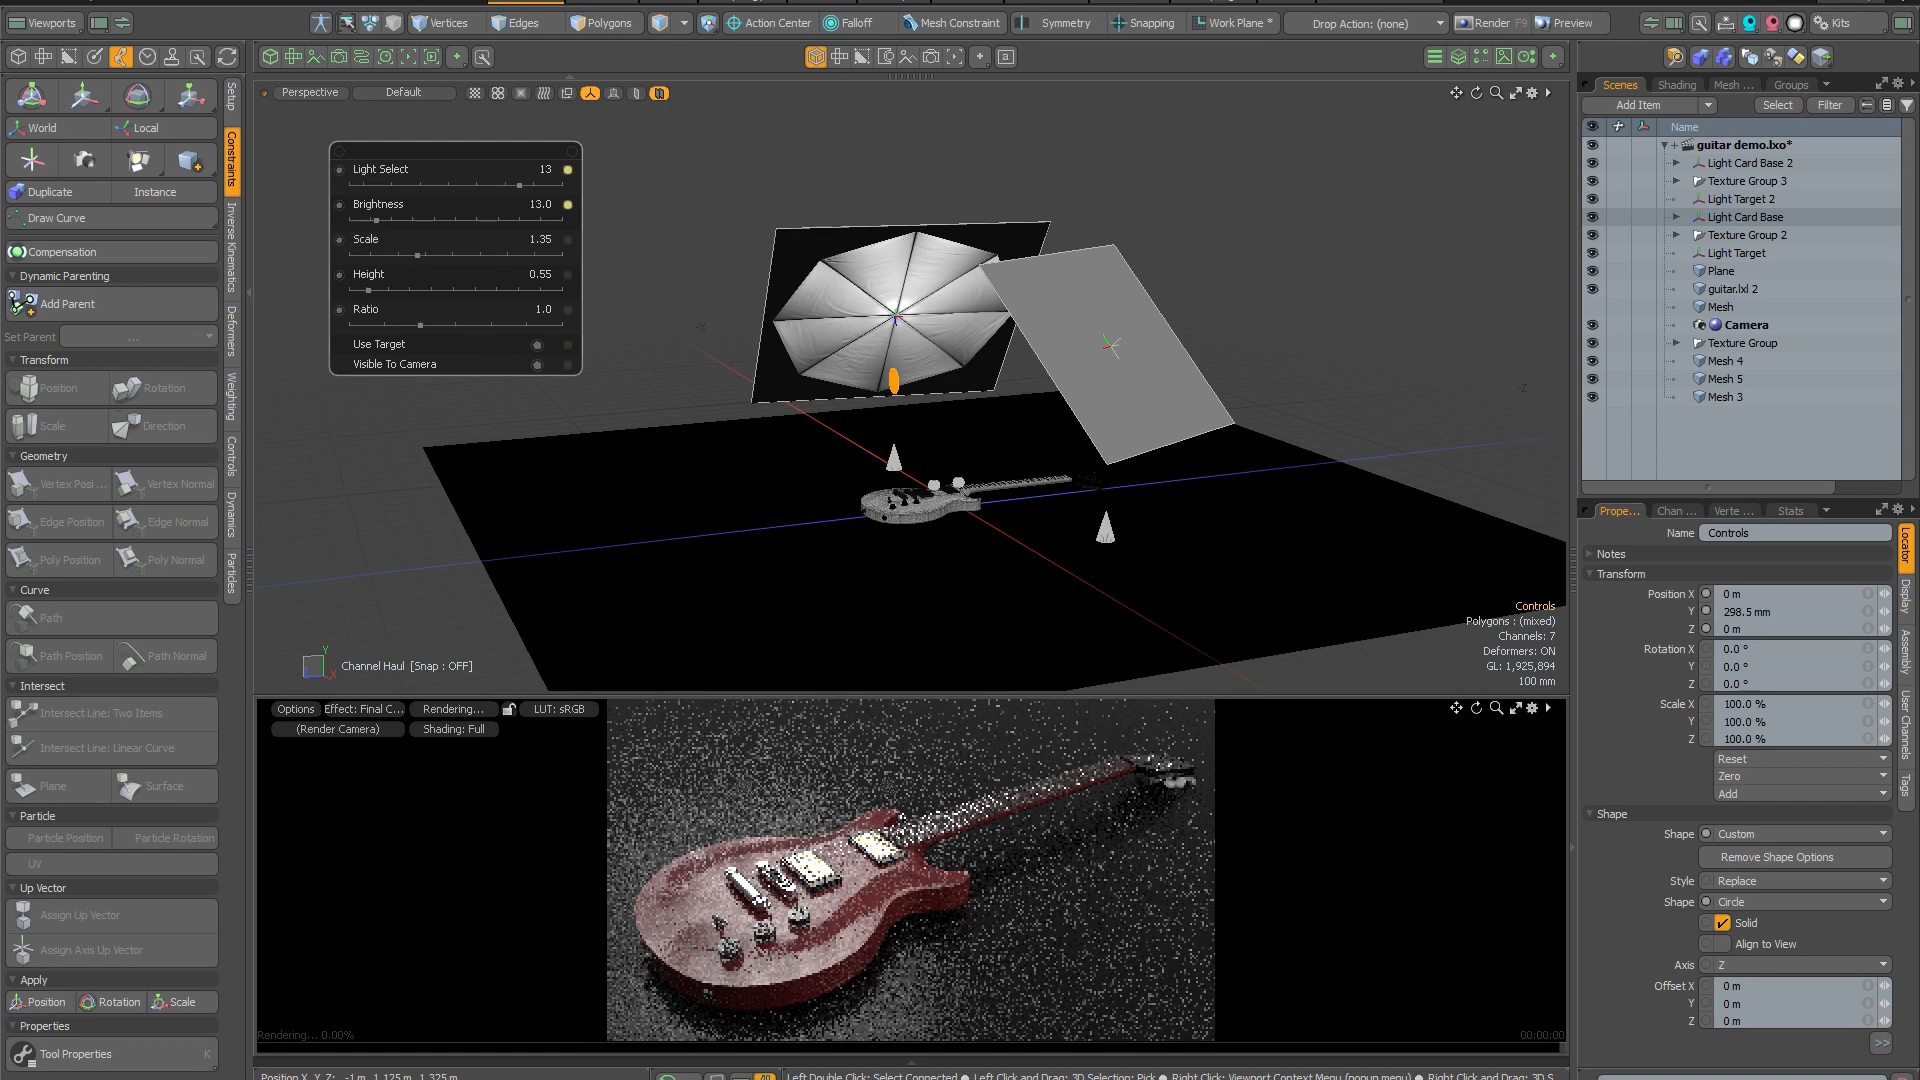 Viewports
Vertices
Edges
Polygons
Action Center
Falloff
Mesh Constraint
Symmetry
Snapping
Work Plane *
Drop Action: (none)
Render F9
Preview
Kits
World
Local
Duplicate
Instance
Draw Curve
Compensation
Dynamic Parenting
Add Parent
Set Parent
...
Transform
Position
Rotation
Scale
Direction
Geometry
Vertex Posi ...
Vertex Normal
Edge Position
Edge Normal
Poly Position
Poly Normal
Curve
Path
Path Position
Path Normal
Intersect
Intersect Line: Two Items
Intersect Line: Linear Curve
Plane
Surface
Particle
Particle Position
Particle Rotation
UV
Up Vector
Assign Up Vector
Assign Axis Up Vector
Apply
Position
Rotation
Scale
Properties
Tool Properties
K
Setup
Constraints
Inverse Kinematics
Deformers
Weighting
Controls
Dynamics
Particles
Perspective
Default
Light Select 13
Brightness 13.0
Scale 1.35
Height 0.55
Ratio 1.0
Use Target
Visible To Camera
-X
-Z
Y
X
Channel Haul [Snap : OFF]
Controls
Polygons : (mixed)
Channels: 7
Deformers: ON
GL: 1,925,894
100 mm
Options
Effect: Final C...
Rendering...
LUT: sRGB
(Render Camera)
Shading: Full
Rendering... 0.00%
00:00:00
Position X, Y, Z: -1 m, 1.125 m, 1.325 m
Left Double Click: Select Connected ● Left Click and Drag: 3D Selection: Pick ● Right Click: Viewport Context Menu (popup menu) ● Right Click and Drag: 3D S
Scenes
Shading
Mesh ...
Groups
Add Item
Select
Filter
Name
guitar demo.lxo*
Light Card Base 2
Texture Group 3
Light Target 2
Light Card Base
Texture Group 2
Light Target
Plane
guitar.lxl 2
Mesh
Camera
Texture Group
Mesh 4
Mesh 5
Mesh 3
Prope...
Chan ...
Verte ...
Stats
Name Controls
Notes
Transform
Position X 0 m
Y 298.5 mm
Z 0 m
Rotation X 0.0 °
Y 0.0 °
Z 0.0 °
Scale X 100.0 %
Y 100.0 %
Z 100.0 %
Reset
Zero
Add
Shape
Shape Custom
Remove Shape Options
Style Replace
Shape Circle
Solid
Align to View
Axis Z
Offset X 0 m
Y 0 m
Z 0 m
>>
Locator
Display
Assembly
User Channels
Tags